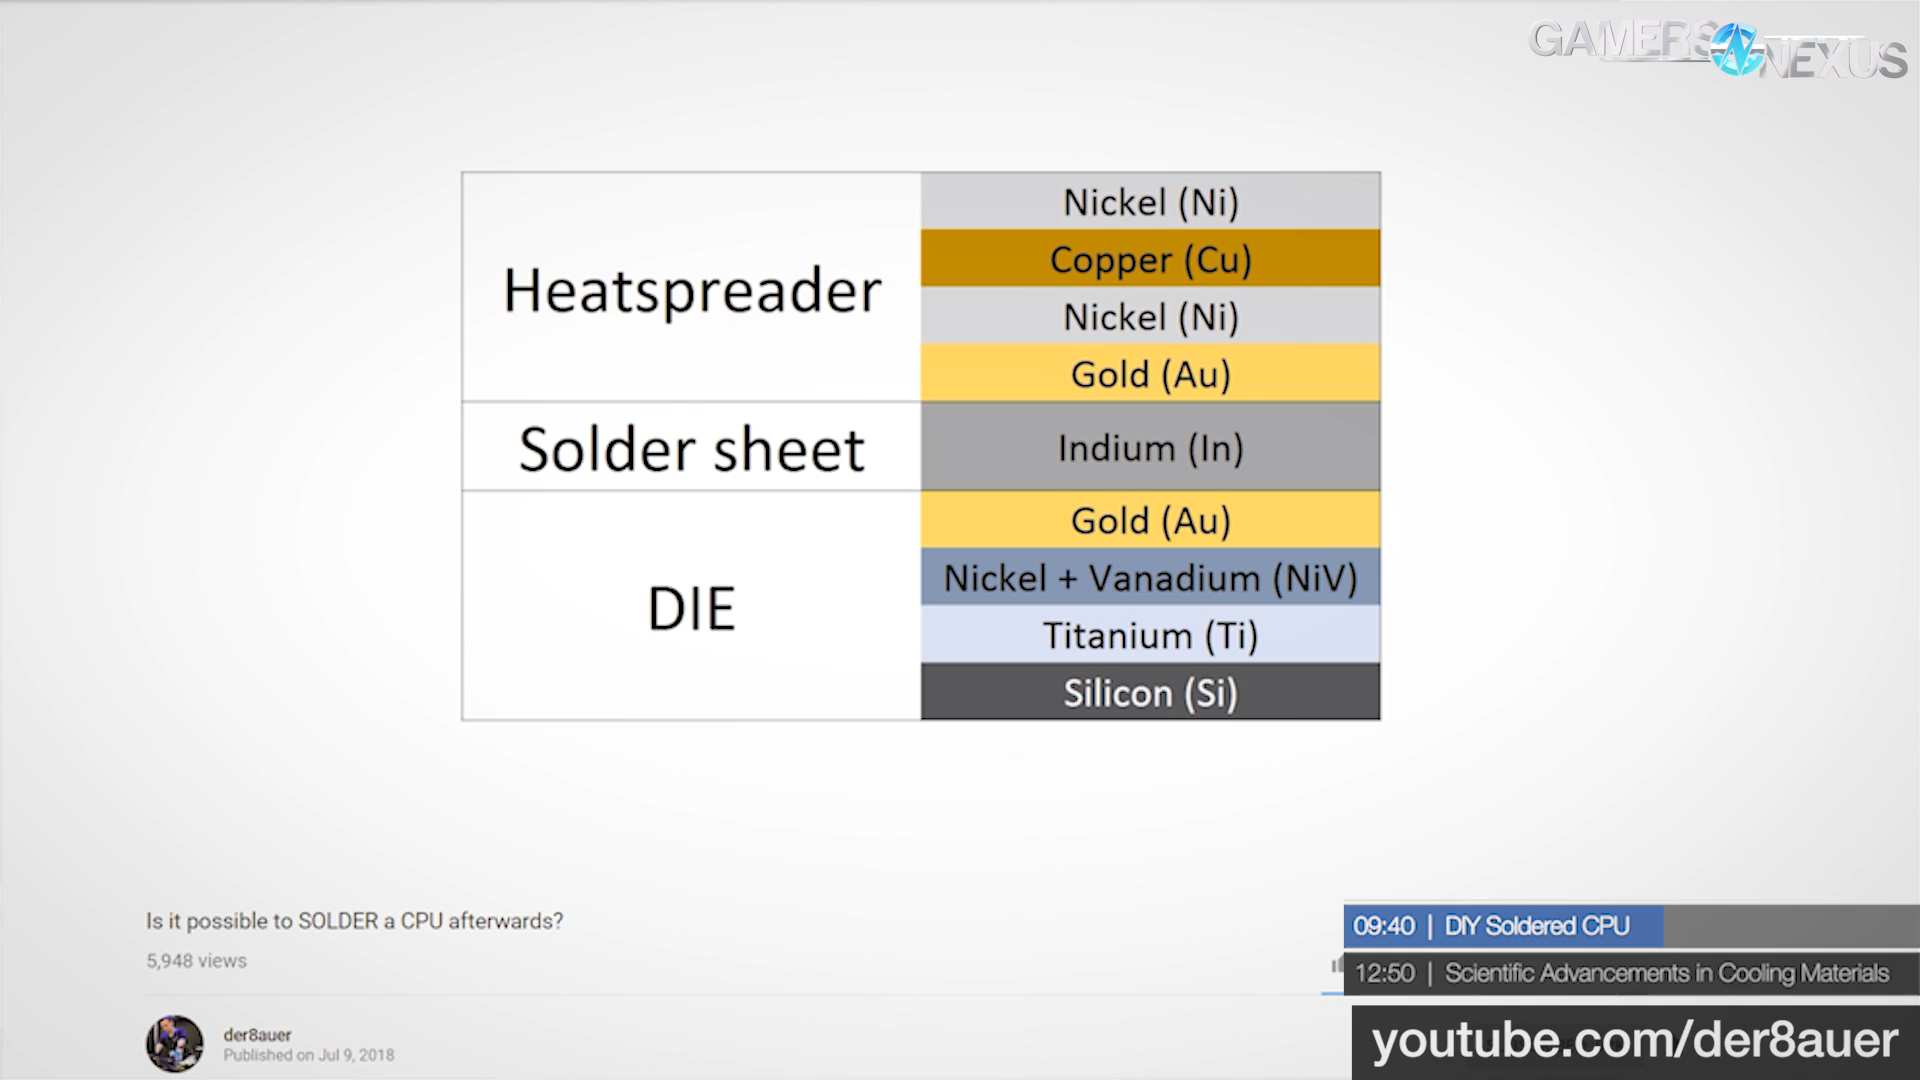 GAMERS NEXUS
Heatspreader
Nickel (Ni)
Copper (Cu)
Nickel (Ni)
Gold (Au)
Solder sheet
Indium (In)
DIE
Gold (Au)
Nickel + Vanadium (NiV)
Titanium (Ti)
Silicon (Si)
Is it possible to SOLDER a CPU afterwards?
5,948 views
09:40 | DIY Soldered CPU
12:50 | Scientific Advancements in Cooling Materials
der8auer
Published on Jul 9, 2018
youtube.com/der8auer